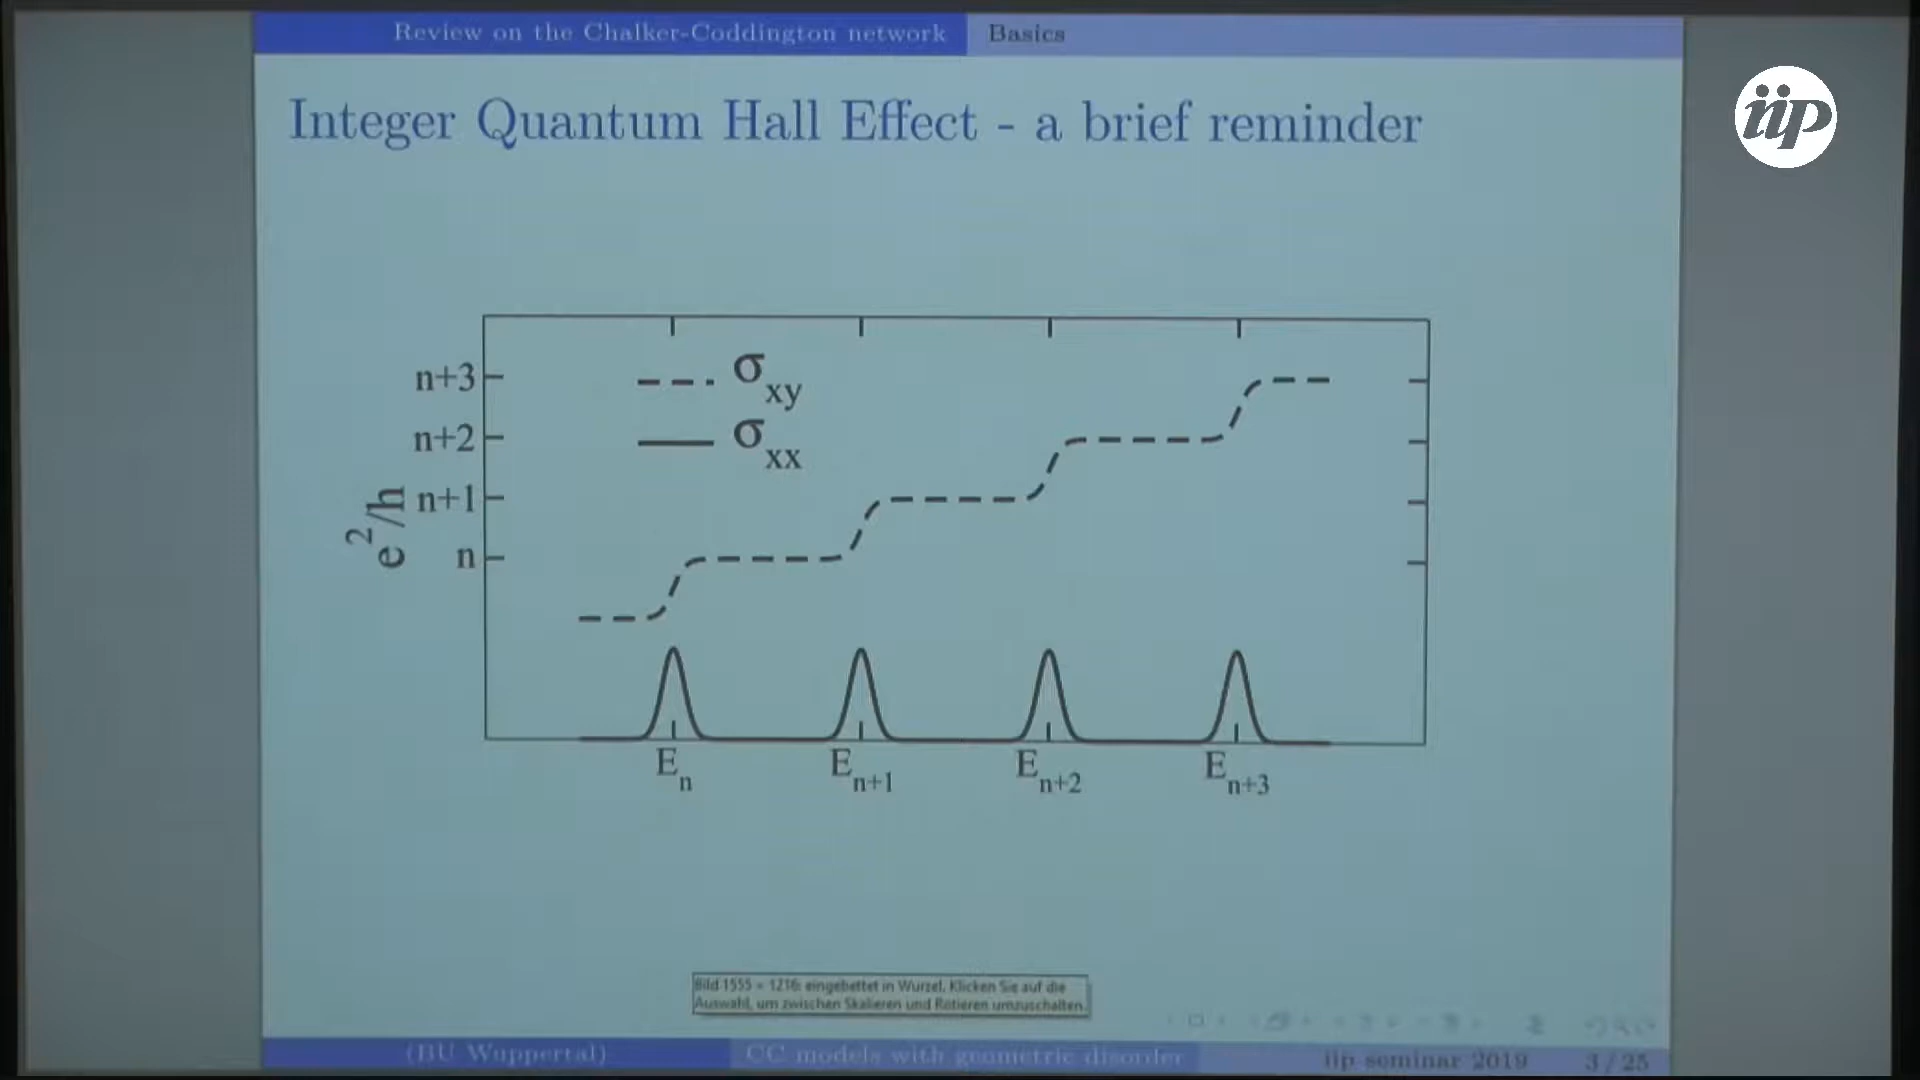 Review on the Chalker-Coddington network Basics
iip
Integer Quantum Hall Effect - a brief reminder
n+3
n+2
n+1
n
e²/h
σxy
σxx
En
En+1
En+2
En+3
Bild 1555 × 1216: eingebettet in Wurzel. Klicken Sie auf die
Auswahl, um zwischen Skalieren und Rotieren umzuschalten.
(BU Wuppertal) CC models with geometric disorder iip seminar 2019 3 / 25